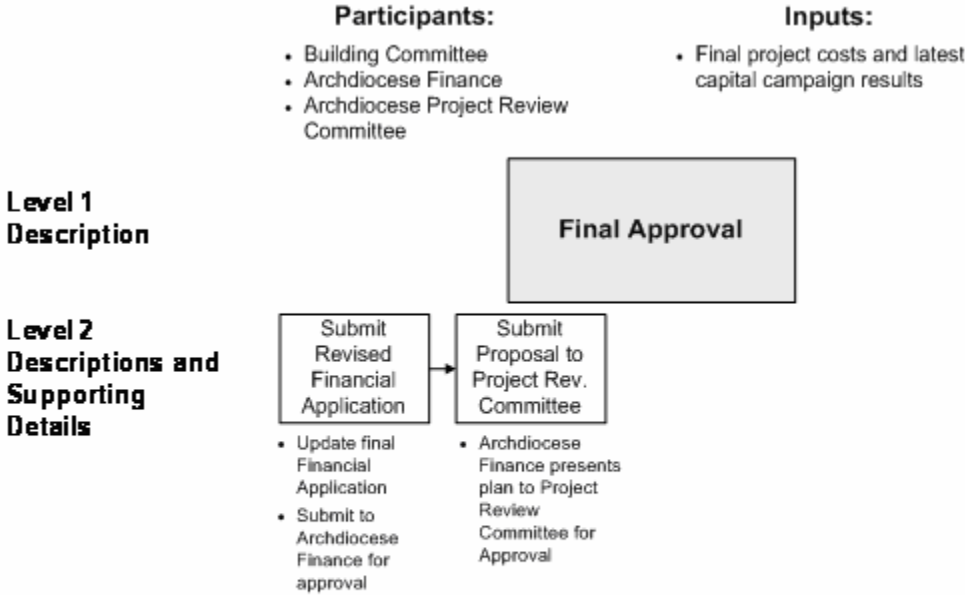 Participants:
• Building Committee
• Archdiocese Finance
• Archdiocese Project Review
Committee
Inputs:
• Final project costs and latest
capital campaign results
Level 1
Description
Final Approval
Level 2
Descriptions and
Supporting
Details
Submit
Revised
Financial
Application
Submit
Proposal to
Project Rev.
Committee
• Update final
Financial
Application
• Submit to
Archdiocese
Finance for
approval
• Archdiocese
Finance presents
plan to Project
Review
Committee for
Approval